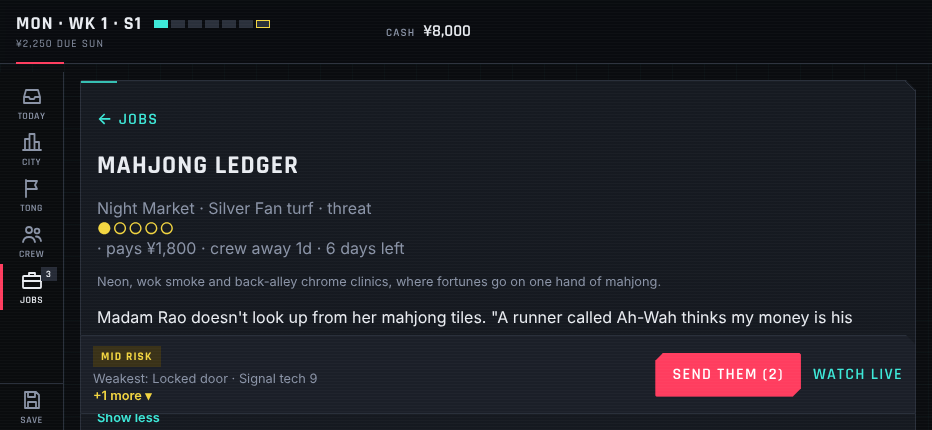 MON · WK 1 · S1
¥2,250 DUE SUN
CASH ¥8,000
TODAY
CITY
TONG
CREW
3
JOBS
SAVE
← JOBS
MAHJONG LEDGER
Night Market · Silver Fan turf · threat
· pays ¥1,800 · crew away 1d · 6 days left
Neon, wok smoke and back-alley chrome clinics, where fortunes go on one hand of mahjong.
Madam Rao doesn't look up from her mahjong tiles. "A runner called Ah-Wah thinks my money is his
MID RISK
Weakest: Locked door · Signal tech 9
+1 more ▾
SEND THEM (2)
WATCH LIVE
Show less